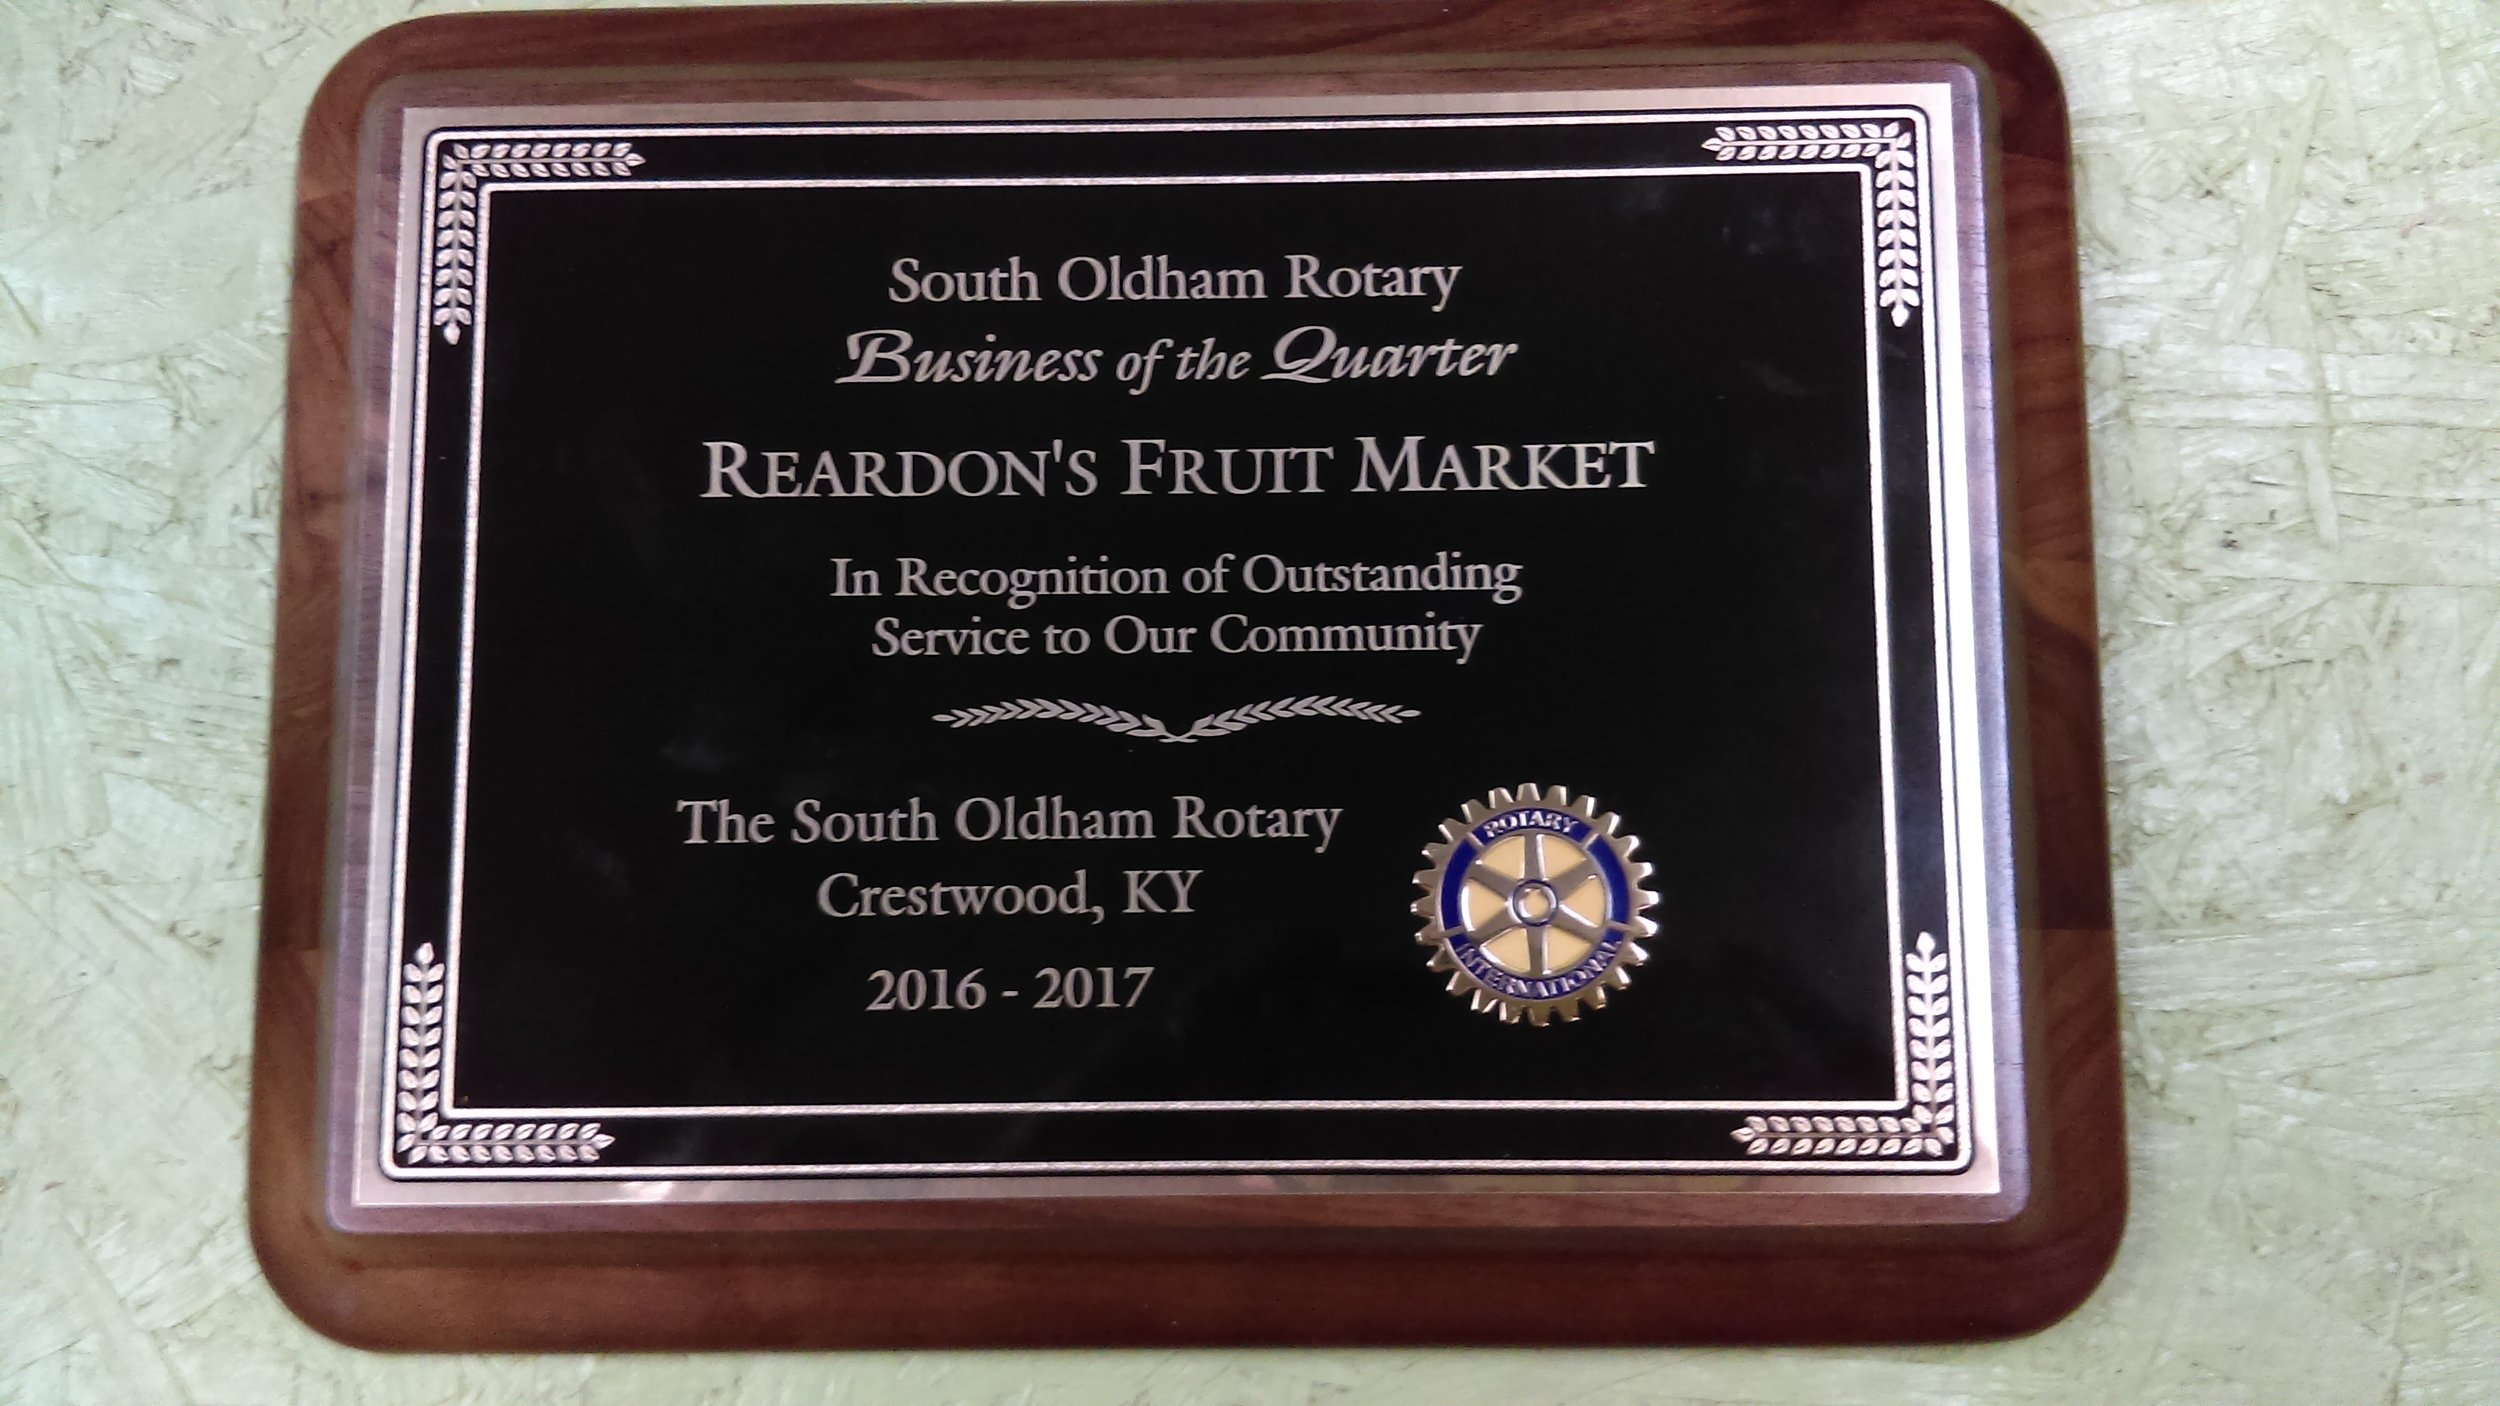 South Oldham Rotary
Business of the Quarter
REARDON'S FRUIT MARKET
In Recognition of Outstanding
Service to Our Community
The South Oldham Rotary
Crestwood, KY
2016 - 2017
ROTARY
INTERNATIONAL